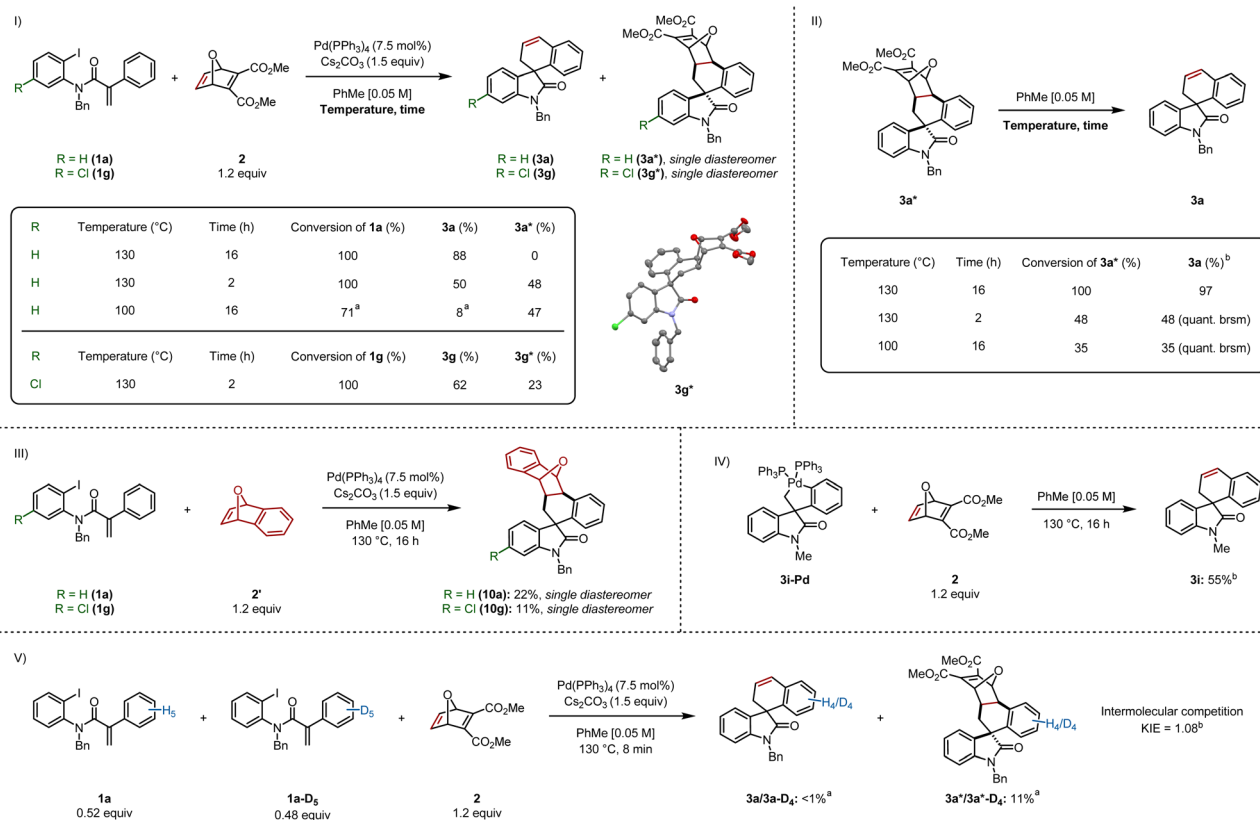 I)
R
I
N
Bn
O
+
O
CO₂Me
CO₂Me
Pd(PPh₃)₄ (7.5 mol%)
Cs₂CO₃ (1.5 equiv)
PhMe [0.05 M]
Temperature, time
R
N
Bn
O
+
MeO₂C
MeO₂C
O
R
N
Bn
O
R = H (1a)
R = Cl (1g)
2
1.2 equiv
R = H (3a)
R = Cl (3g)
R = H (3a*), single diastereomer
R = Cl (3g*), single diastereomer
R Temperature (°C) Time (h) Conversion of 1a (%) 3a (%) 3a* (%)
H 130 16 100 88 0
H 130 2 100 50 48
H 100 16 71ᵃ 8ᵃ 47
R Temperature (°C) Time (h) Conversion of 1g (%) 3g (%) 3g* (%)
Cl 130 2 100 62 23
3g*
II)
MeO₂C
MeO₂C
O
N
Bn
O
PhMe [0.05 M]
Temperature, time
N
Bn
O
3a*
3a
Temperature (°C) Time (h) Conversion of 3a* (%) 3a (%)ᵇ
130 16 100 97
130 2 48 48 (quant. brsm)
100 16 35 35 (quant. brsm)
III)
R
I
N
Bn
O
+
O
Pd(PPh₃)₄ (7.5 mol%)
Cs₂CO₃ (1.5 equiv)
PhMe [0.05 M]
130 °C, 16 h
O
R
N
Bn
O
R = H (1a)
R = Cl (1g)
2'
1.2 equiv
R = H (10a): 22%, single diastereomer
R = Cl (10g): 11%, single diastereomer
IV)
Ph₃P
PPh₃
Pd
N
Me
O
+
O
CO₂Me
CO₂Me
PhMe [0.05 M]
130 °C, 16 h
N
Me
O
3i-Pd
2
1.2 equiv
3i: 55%ᵇ
V)
I
N
Bn
O
H₅
+
I
N
Bn
O
D₅
+
O
CO₂Me
CO₂Me
Pd(PPh₃)₄ (7.5 mol%)
Cs₂CO₃ (1.5 equiv)
PhMe [0.05 M]
130 °C, 8 min
H₄/D₄
N
Bn
O
+
MeO₂C
MeO₂C
O
H₄/D₄
N
Bn
O
Intermolecular competition
KIE = 1.08ᵇ
1a
0.52 equiv
1a-D₅
0.48 equiv
2
1.2 equiv
3a/3a-D₄: <1%ᵃ
3a*/3a*-D₄: 11%ᵃ